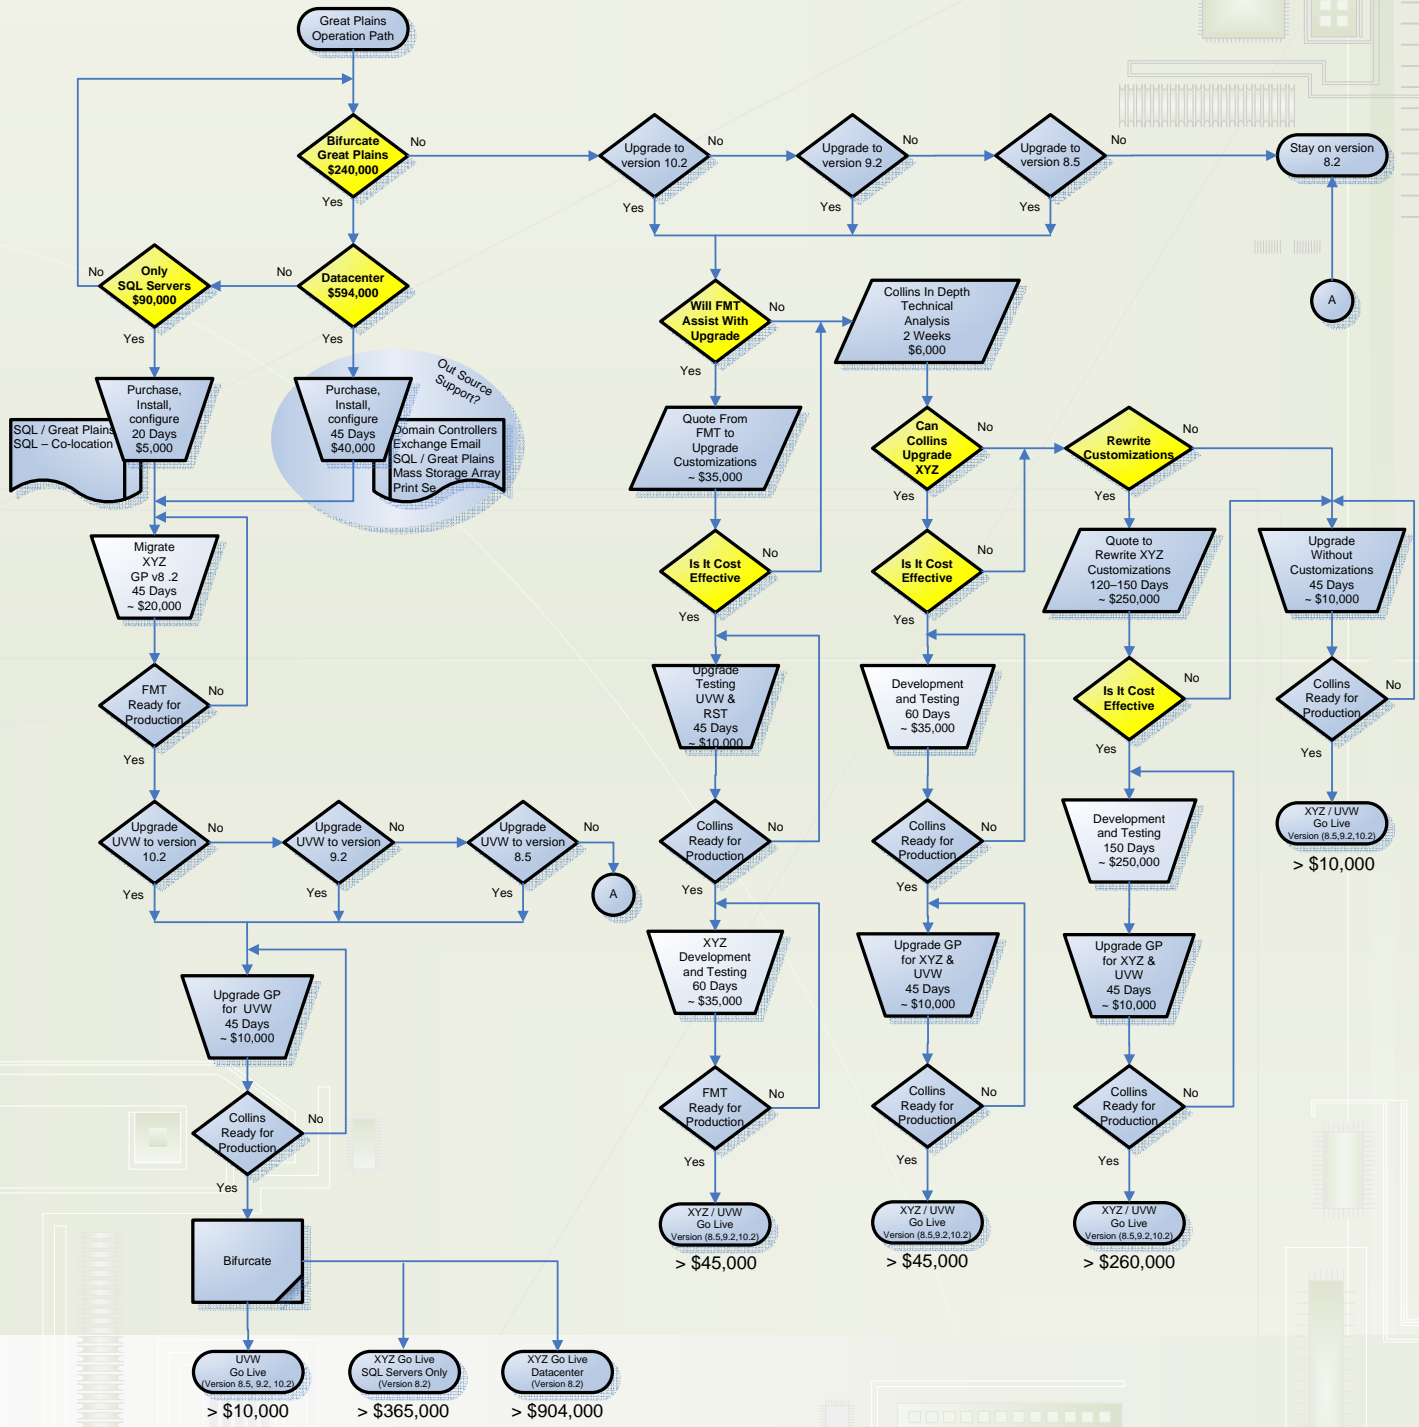 Great Plains
Operation Path
Bifurcate
Great Plains
$240,000
No
Yes
Upgrade to
version 10.2
No
Yes
Upgrade to
version 9.2
No
Yes
Upgrade to
version 8.5
No
Yes
Stay on version
8.2
A
Datacenter
$594,000
No
Yes
Only
SQL Servers
$90,000
No
Yes
Purchase,
Install,
configure
20 Days
$5,000
SQL / Great Plains
SQL – Co-location
Purchase,
Install,
configure
45 Days
$40,000
Out Source
Support?
Domain Controllers
Exchange Email
SQL / Great Plains
Mass Storage Array
Print Se
Migrate
XYZ
GP v8 .2
45 Days
~ $20,000
FMT
Ready for
Production
No
Yes
Upgrade
UVW to version
10.2
No
Yes
Upgrade
UVW to version
9.2
No
Yes
Upgrade
UVW to version
8.5
No
Yes
A
Upgrade GP
for UVW
45 Days
~ $10,000
Collins
Ready for
Production
No
Yes
Bifurcate
UVW
Go Live
(Version 8.5, 9.2, 10.2)
> $10,000
XYZ Go Live
SQL Servers Only
(Version 8.2)
> $365,000
XYZ Go Live
Datacenter
(Version 8.2)
> $904,000
Will FMT
Assist With
Upgrade
No
Yes
Quote From
FMT to
Upgrade
Customizations
~ $35,000
Is It Cost
Effective
No
Yes
Upgrade
Testing
UVW &
RST
45 Days
~ $10,000
Collins
Ready for
Production
No
Yes
XYZ
Development
and Testing
60 Days
~ $35,000
FMT
Ready for
Production
No
Yes
XYZ / UVW
Go Live
Version (8.5,9.2,10.2)
> $45,000
Collins In Depth
Technical
Analysis
2 Weeks
$6,000
Can
Collins
Upgrade
XYZ
No
Yes
Is It Cost
Effective
No
Yes
Development
and Testing
60 Days
~ $35,000
Collins
Ready for
Production
No
Yes
Upgrade GP
for XYZ &
UVW
45 Days
~ $10,000
Collins
Ready for
Production
No
Yes
XYZ / UVW
Go Live
Version (8.5,9.2,10.2)
> $45,000
Rewrite
Customizations
No
Yes
Quote to
Rewrite XYZ
Customizations
120–150 Days
~ $250,000
Is It Cost
Effective
No
Yes
Development
and Testing
150 Days
~ $250,000
Upgrade GP
for XYZ &
UVW
45 Days
~ $10,000
Collins
Ready for
Production
No
Yes
XYZ / UVW
Go Live
Version (8.5,9.2,10.2)
> $260,000
Upgrade
Without
Customizations
45 Days
~ $10,000
Collins
Ready for
Production
No
Yes
XYZ / UVW
Go Live
Version (8.5,9.2,10.2)
> $10,000